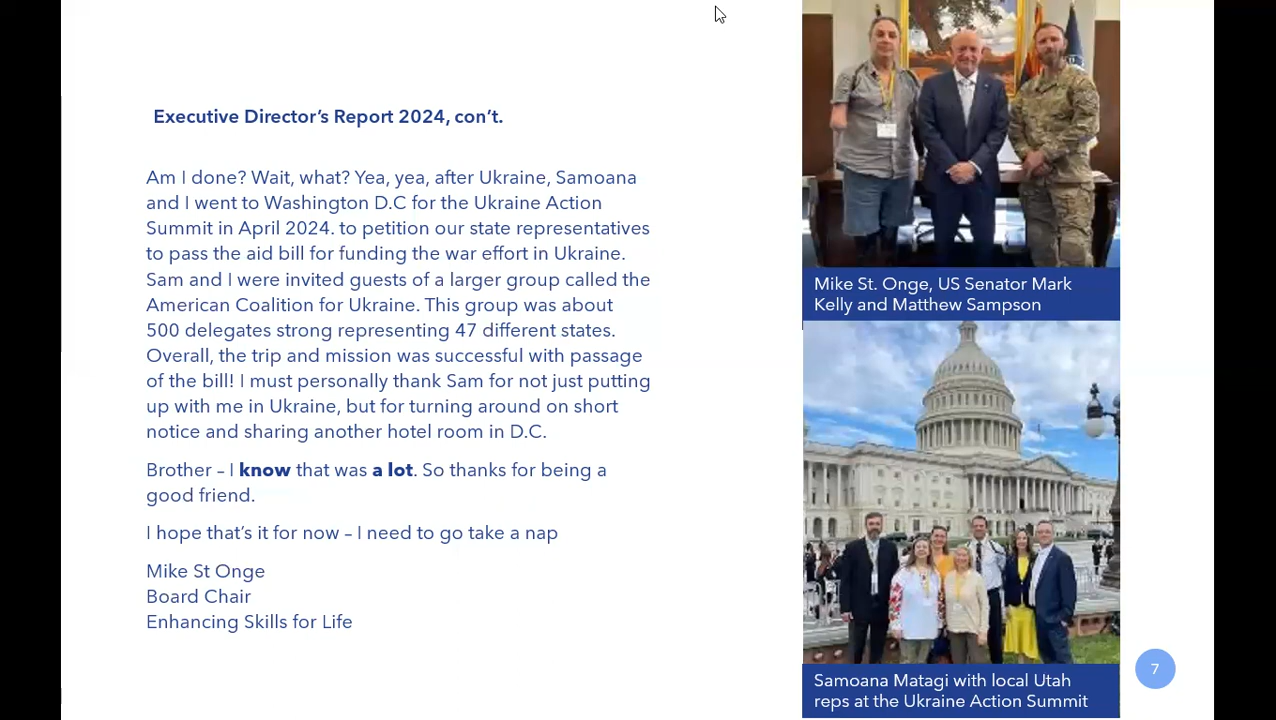 Executive Director's Report 2024, con't.
Am I done? Wait, what? Yea, yea, after Ukraine, Samoana
and I went to Washington D.C for the Ukraine Action
Summit in April 2024. to petition our state representatives
to pass the aid bill for funding the war effort in Ukraine.
Sam and I were invited guests of a larger group called the
American Coalition for Ukraine. This group was about
500 delegates strong representing 47 different states.
Overall, the trip and mission was successful with passage
of the bill! I must personally thank Sam for not just putting
up with me in Ukraine, but for turning around on short
notice and sharing another hotel room in D.C.
Brother – I know that was a lot. So thanks for being a
good friend.
I hope that's it for now – I need to go take a nap
Mike St Onge
Board Chair
Enhancing Skills for Life
Mike St. Onge, US Senator Mark
Kelly and Matthew Sampson
Samoana Matagi with local Utah
reps at the Ukraine Action Summit
7